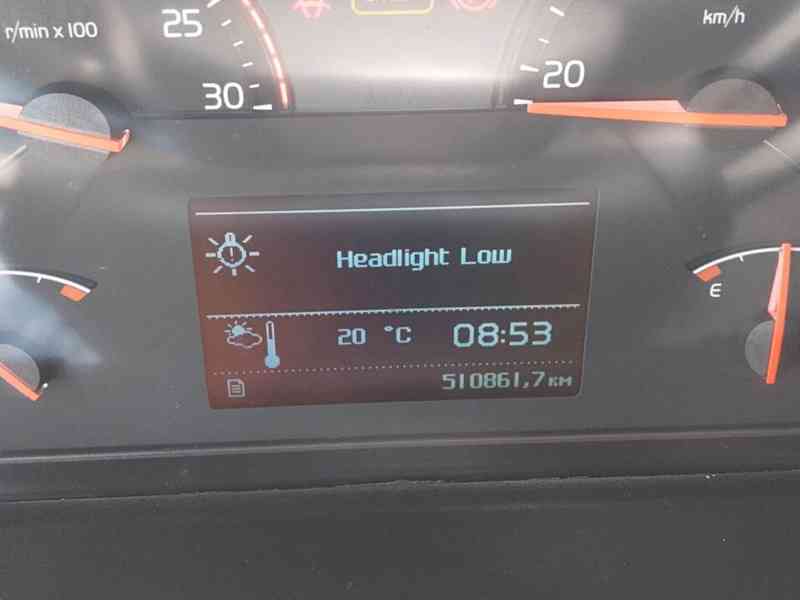 r/min x 100
25
30
km/h
20
Headlight Low
E
20 °C 08:53
510861,7 км